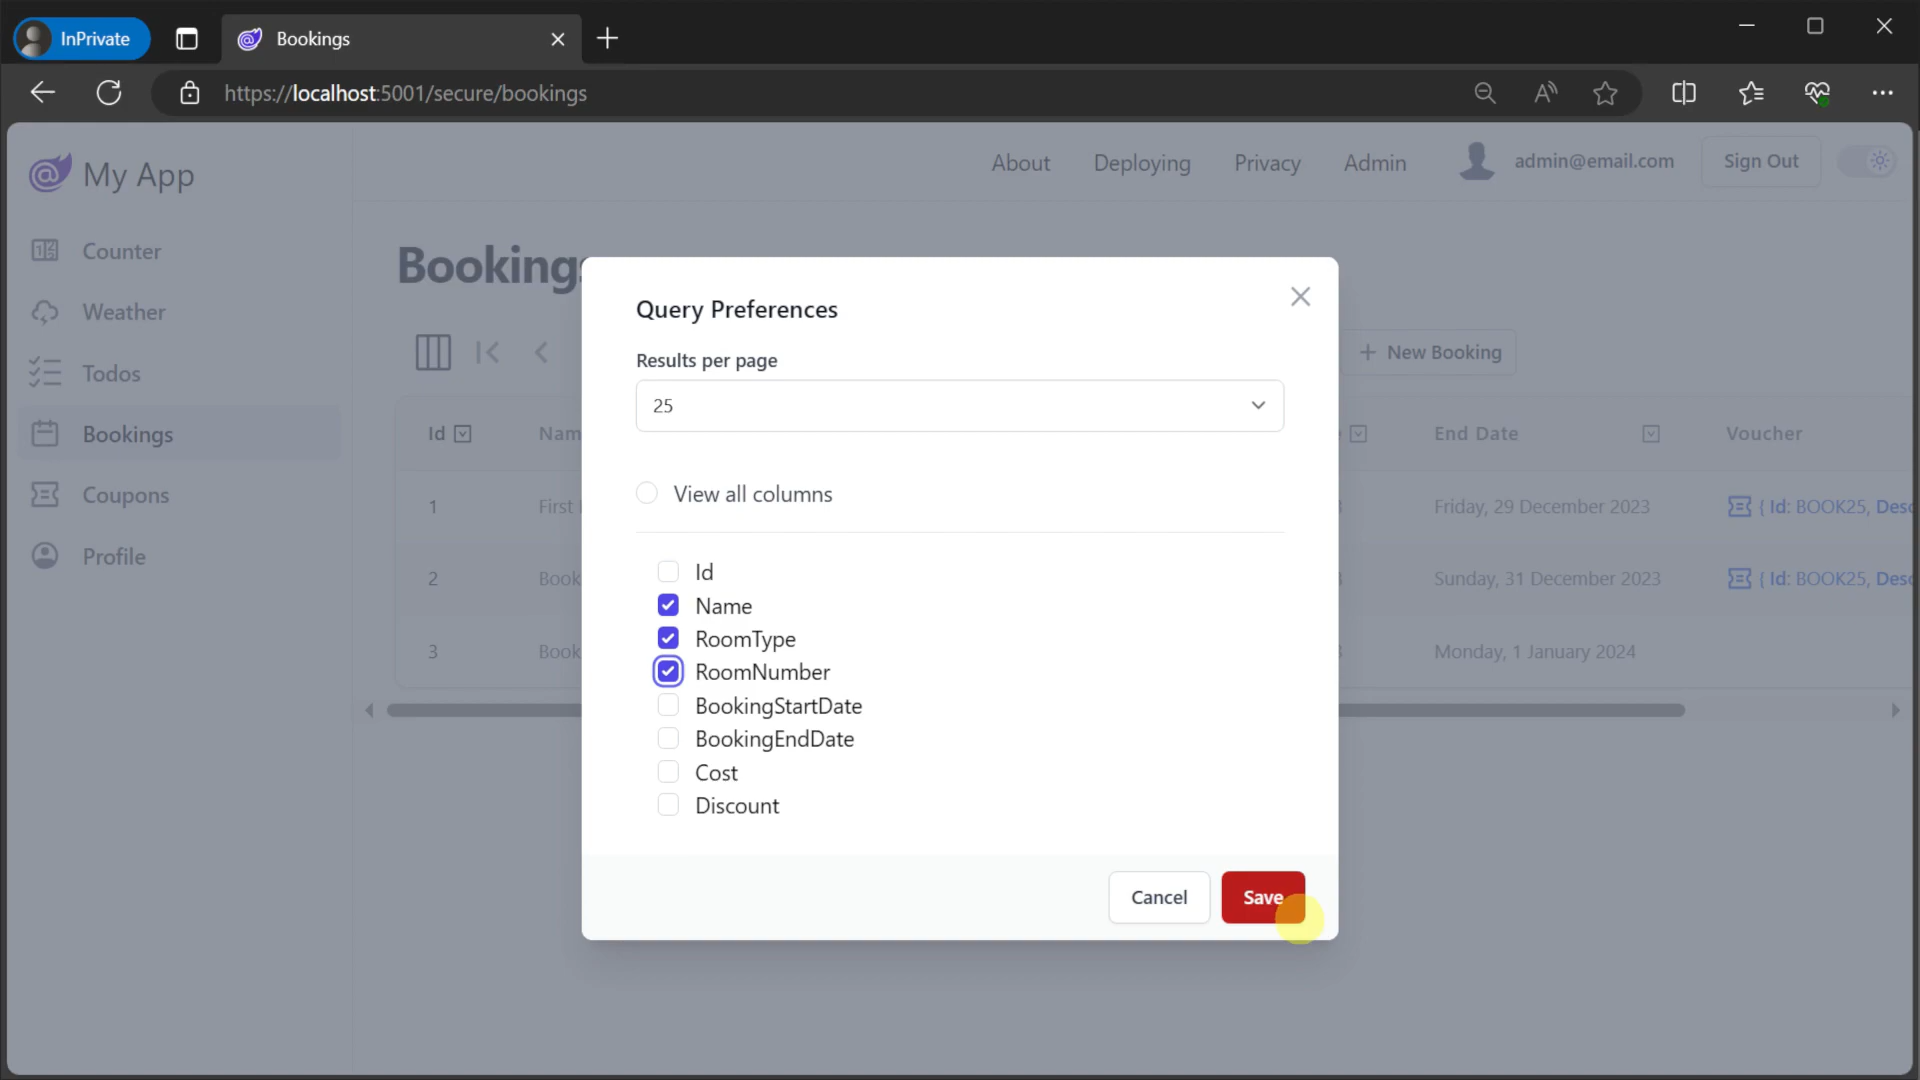 InPrivate
Bookings
https://localhost:5001/secure/bookings
My App
About
Deploying
Privacy
Admin
admin@email.com
Sign Out
Counter
Weather
Todos
Bookings
Coupons
Profile
Bookings
New Booking
Id
Nam
End Date
Voucher
1
First
Friday, 29 December 2023
{ Id: BOOK25, Desc
2
Book
Sunday, 31 December 2023
{ Id: BOOK25, Desc
3
Book
Monday, 1 January 2024
Query Preferences
Results per page
25
View all columns
Id
Name
RoomType
RoomNumber
BookingStartDate
BookingEndDate
Cost
Discount
Cancel
Save